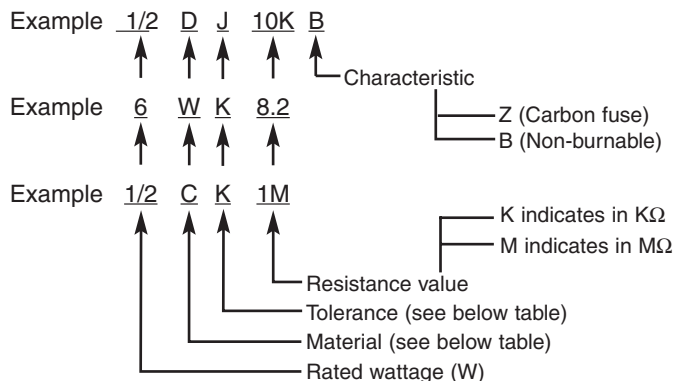 Example 1/2 D J 10K B
Characteristic
Example 6 W K 8.2
Z (Carbon fuse)
B (Non-burnable)
Example 1/2 C K 1M
K indicates in KΩ
M indicates in MΩ
Resistance value
Tolerance (see below table)
Material (see below table)
Rated wattage (W)